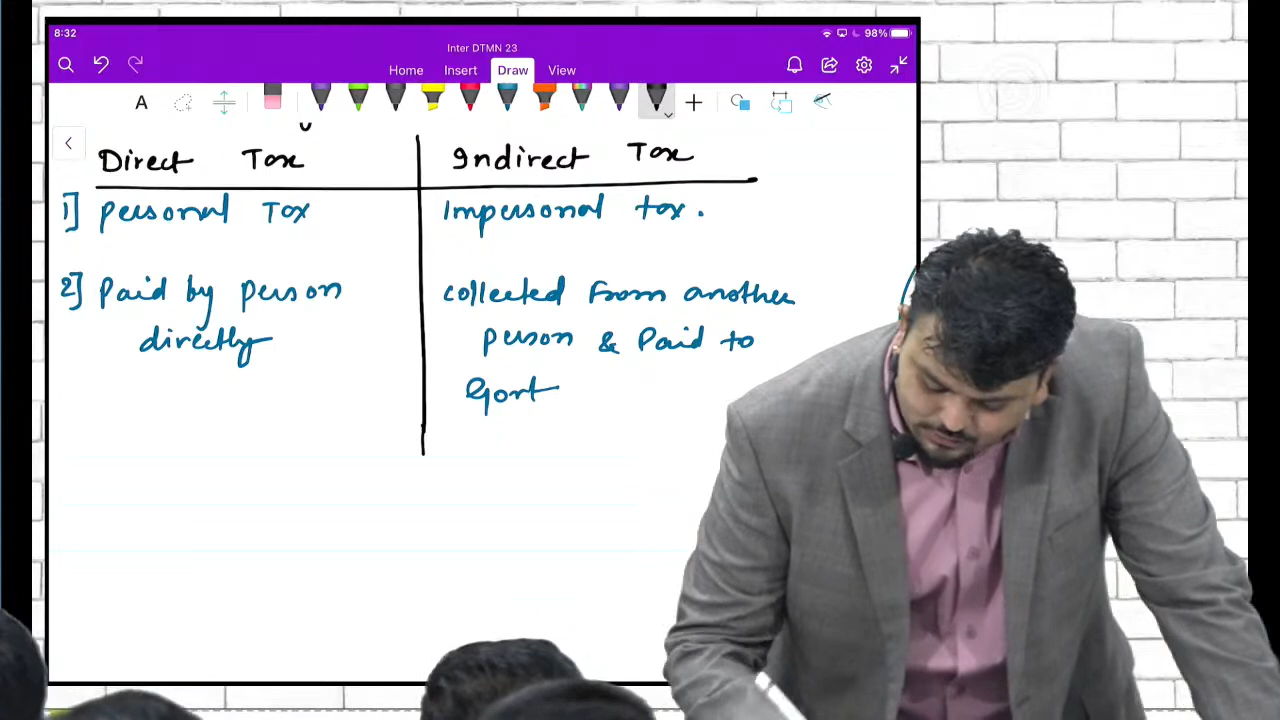 8:32
98%
Inter DTMN 23
Home Insert Draw View
A
Direct Tax
Indirect Tax
1] Personal Tax
Impersonal tax.
2] Paid by person
directly
collected from another
person & Paid to
Govt